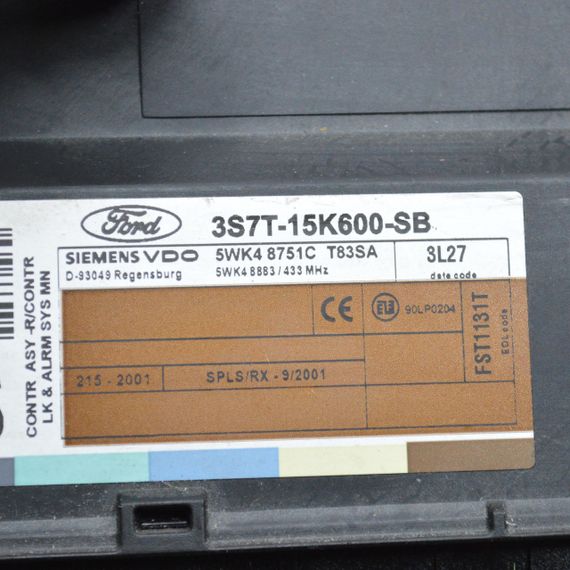 Ford
3S7T-15K600-SB
SIEMENS VDO
D-93049 Regensburg
5WK4 8751C T83SA
5WK4 8883 / 433 MHz
3L27
date code
CONTR ASY -R/CONTR
LK & ALRM SYS MN
CE
90LP0204
FST1131T
EOL code
215 - 2001
SPLS/RX - 9/2001